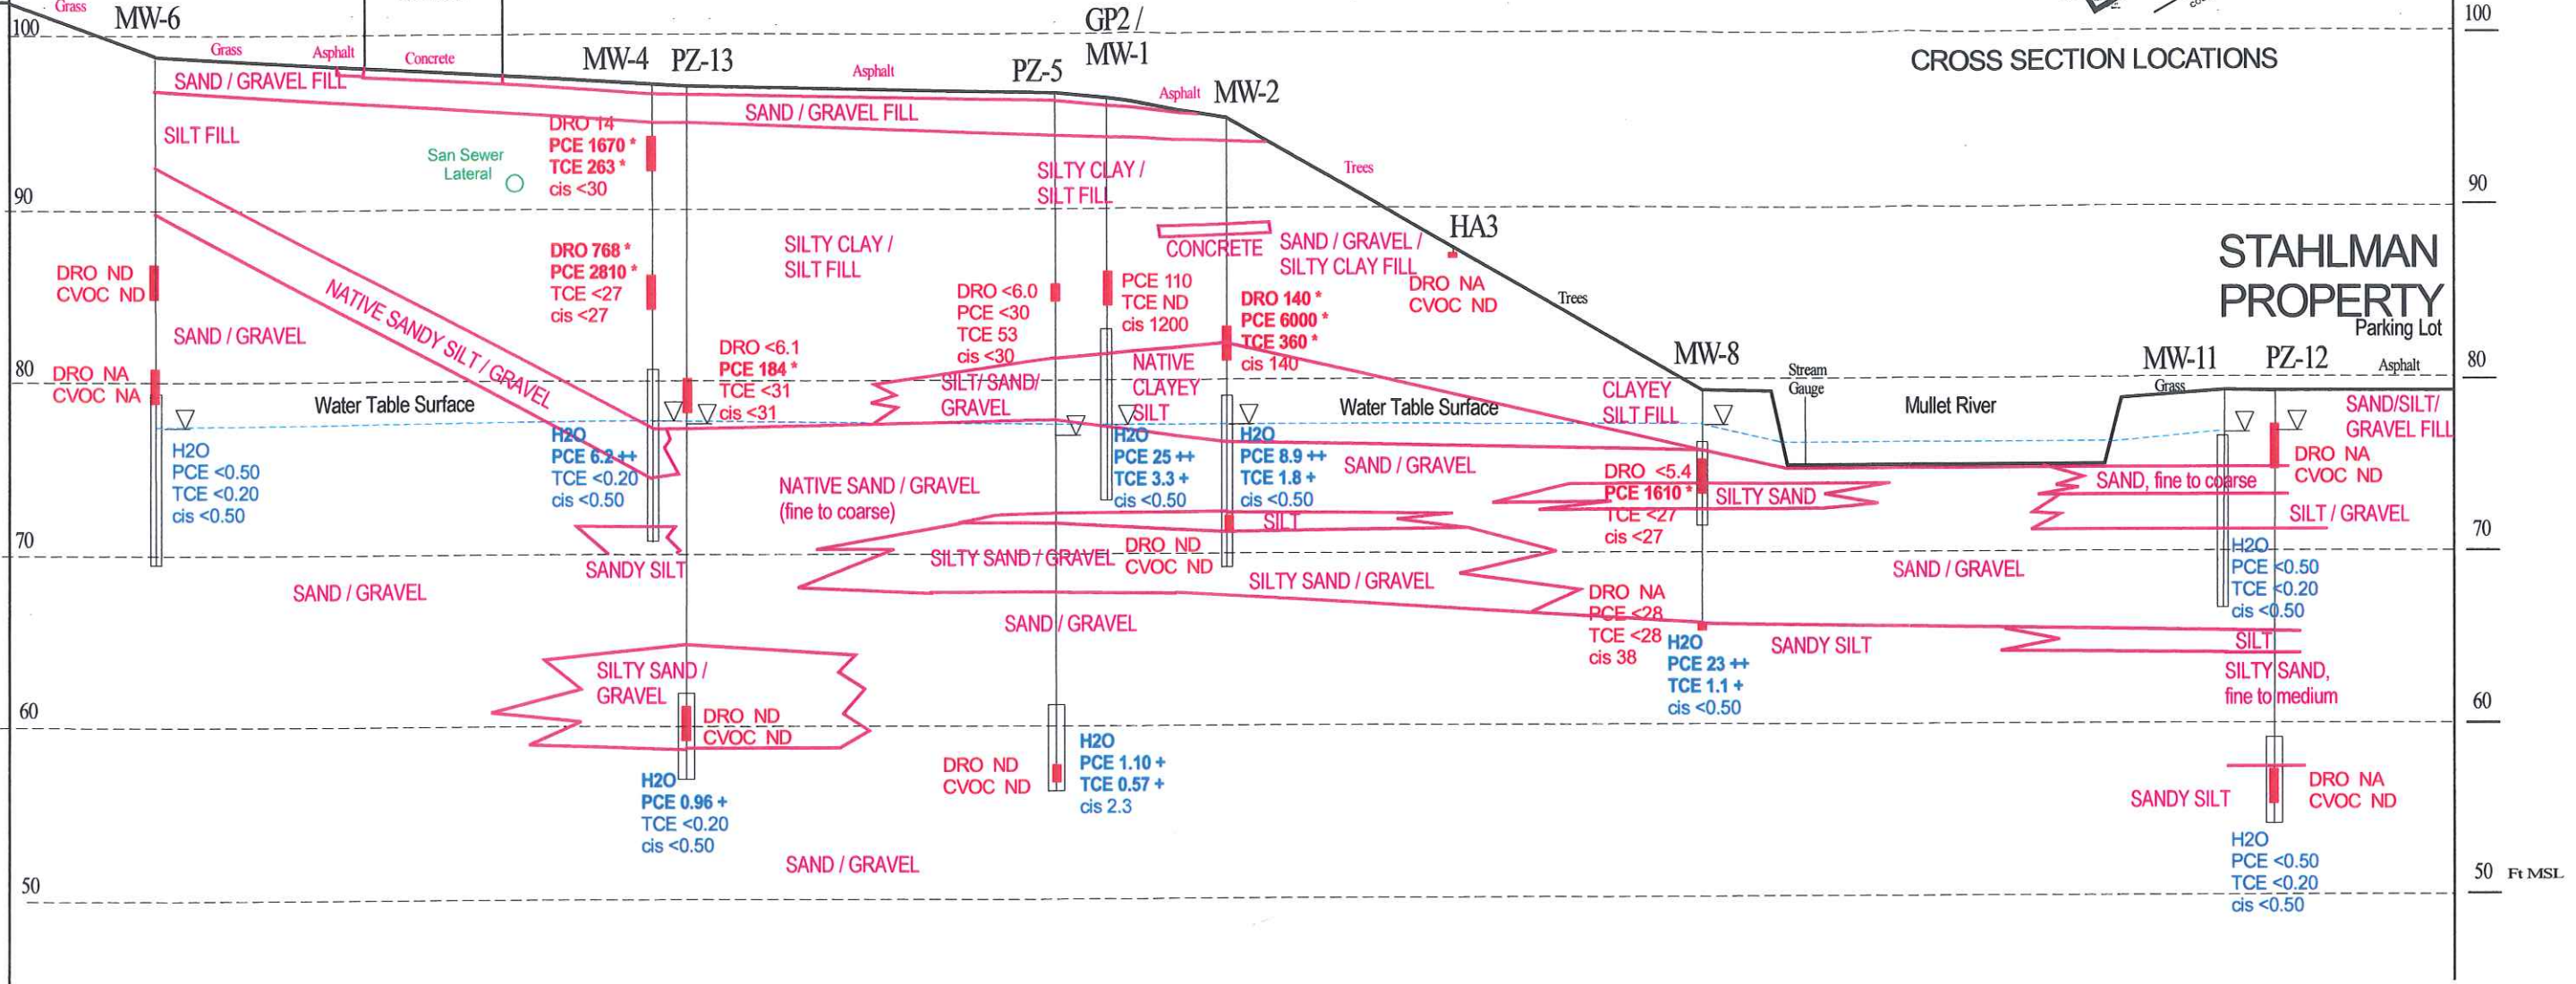 Grass
MW-6
100
Grass
Asphalt
Concrete
MW-4
PZ-13
Asphalt
PZ-5
GP2 /
MW-1
Asphalt
MW-2
CROSS SECTION LOCATIONS
100
SAND / GRAVEL FILL
SAND / GRAVEL FILL
SILT FILL
San Sewer
Lateral
DRO 14
PCE 1670 *
TCE 263 *
cis <30
SILTY CLAY /
SILT FILL
Trees
90
90
DRO 768 *
PCE 2810 *
TCE <27
cis <27
SILTY CLAY /
SILT FILL
CONCRETE
SAND / GRAVEL /
SILTY CLAY FILL
HA3
DRO NA
CVOC ND
Trees
STAHLMAN
PROPERTY
Parking Lot
DRO ND
CVOC ND
NATIVE SANDY SILT / GRAVEL
SAND / GRAVEL
DRO <6.0
PCE <30
TCE 53
cis <30
PCE 110
TCE ND
cis 1200
DRO 140 *
PCE 6000 *
TCE 360 *
cis 140
DRO <6.1
PCE 184 *
TCE <31
cis <31
MW-8
MW-11
PZ-12
80
80
DRO NA
CVOC NA
SILT/ SAND/
GRAVEL
NATIVE
CLAYEY
SILT
CLAYEY
SILT FILL
Stream
Gauge
Mullet River
Grass
Asphalt
Water Table Surface
Water Table Surface
SAND/SILT/
GRAVEL FILL
H2O
PCE <0.50
TCE <0.20
cis <0.50
H2O
PCE 6.2 ++
TCE <0.20
cis <0.50
H2O
PCE 25 ++
TCE 3.3 +
cis <0.50
H2O
PCE 8.9 ++
TCE 1.8 +
cis <0.50
SAND / GRAVEL
DRO <5.4
PCE 1610 *
TCE <27
cis <27
SILTY SAND
SAND, fine to coarse
DRO NA
CVOC ND
SILT / GRAVEL
NATIVE SAND / GRAVEL
(fine to coarse)
SILT
70
70
DRO ND
CVOC ND
SILTY SAND / GRAVEL
SILTY SAND / GRAVEL
SANDY SILT
SAND / GRAVEL
SAND / GRAVEL
H2O
PCE <0.50
TCE <0.20
cis <0.50
SAND / GRAVEL
DRO NA
PCE <28
TCE <28
cis 38
H2O
PCE 23 ++
TCE 1.1 +
cis <0.50
SANDY SILT
SILT
SILTY SAND,
fine to medium
SILTY SAND /
GRAVEL
60
60
DRO ND
CVOC ND
DRO ND
CVOC ND
H2O
PCE 1.10 +
TCE 0.57 +
cis 2.3
H2O
PCE 0.96 +
TCE <0.20
cis <0.50
SANDY SILT
DRO NA
CVOC ND
H2O
PCE <0.50
TCE <0.20
cis <0.50
SAND / GRAVEL
50
50 Ft MSL